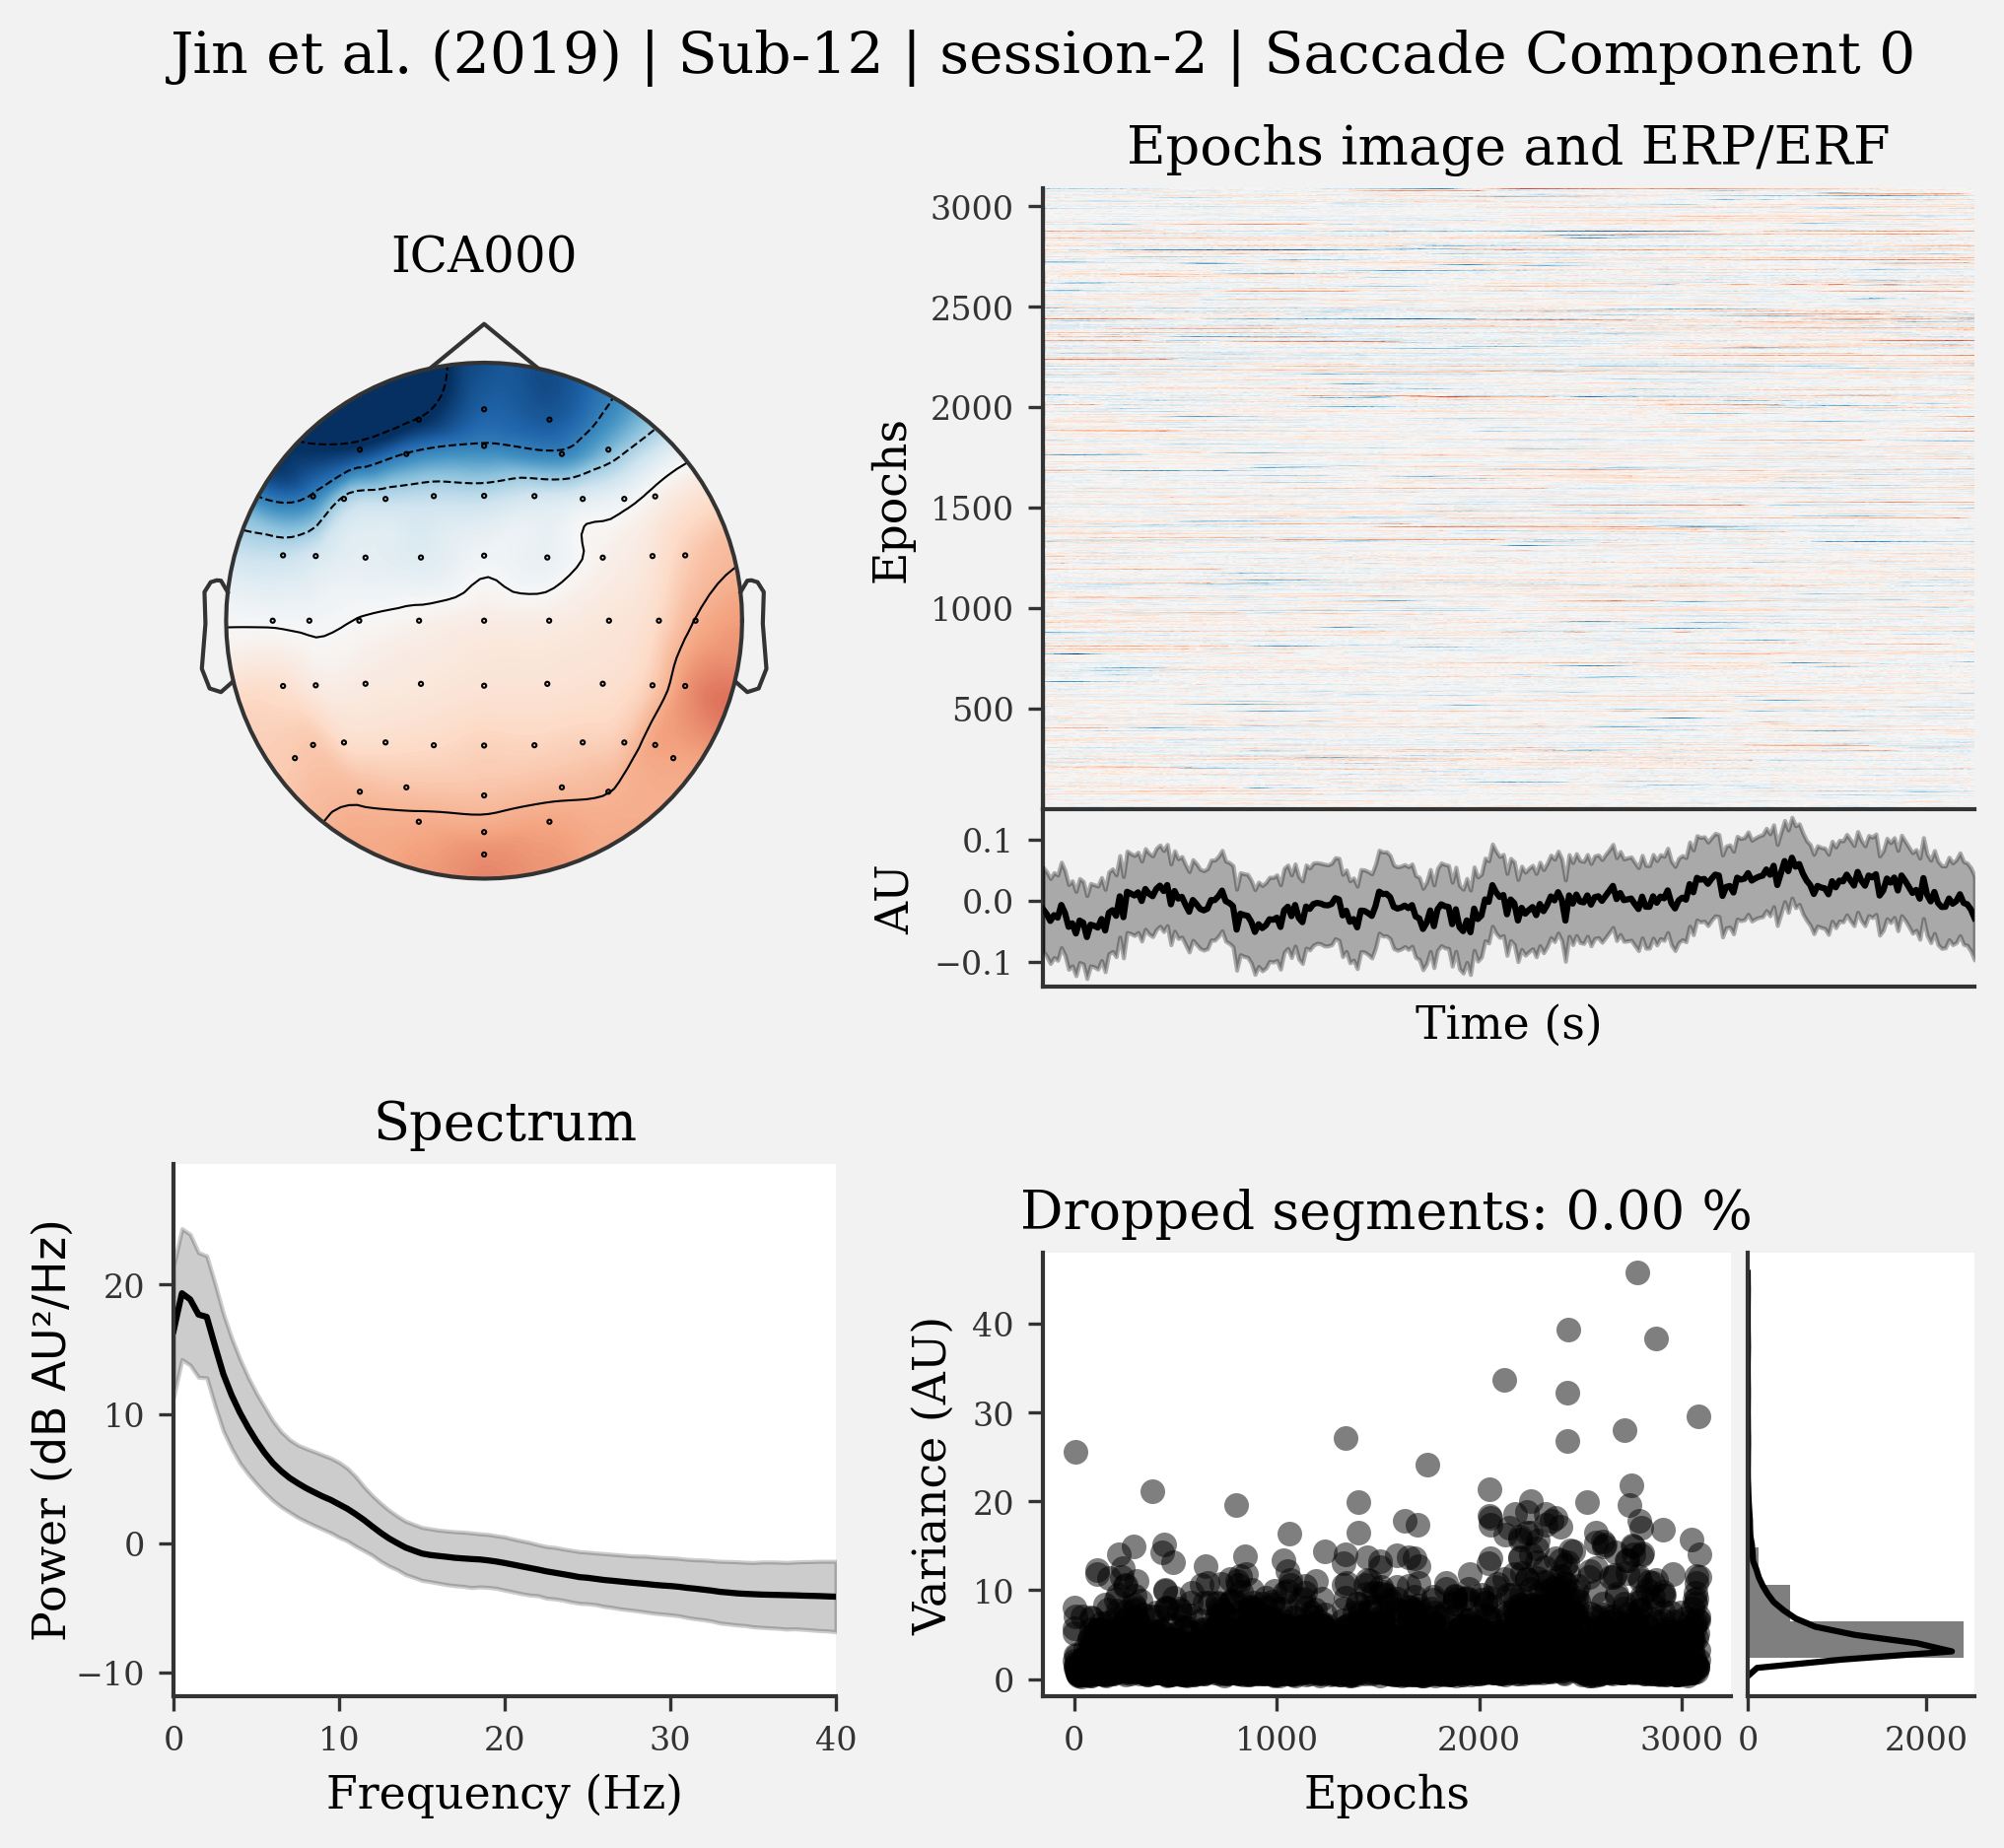 Jin et al. (2019) | Sub-12 | session-2 | Saccade Component 0
ICA000
Epochs image and ERP/ERF
3000
2500
2000
1500
1000
500
Epochs
0.1
0.0
−0.1
AU
Time (s)
Spectrum
20
10
0
−10
Power (dB AU²/Hz)
0 10 20 30 40
Frequency (Hz)
Dropped segments: 0.00 %
40
30
20
10
0
Variance (AU)
0 1000 2000 3000 0 2000
Epochs